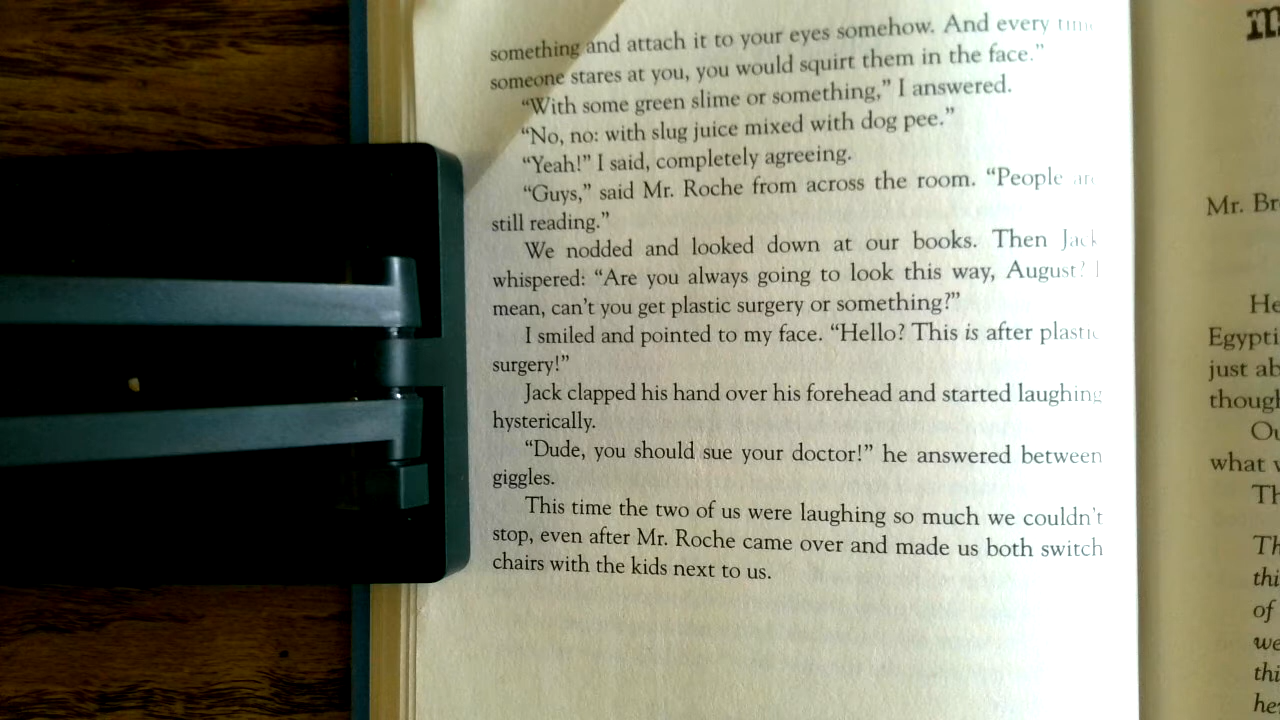 something and attach it to your eyes somehow. And every time
someone stares at you, you would squirt them in the face.”
“With some green slime or something,” I answered.
“No, no: with slug juice mixed with dog pee.”
“Yeah!” I said, completely agreeing.
“Guys,” said Mr. Roche from across the room. “People are
still reading.”
We nodded and looked down at our books. Then Jack
whispered: “Are you always going to look this way, August? I
mean, can’t you get plastic surgery or something?”
I smiled and pointed to my face. “Hello? This is after plastic
surgery!”
Jack clapped his hand over his forehead and started laughing
hysterically.
“Dude, you should sue your doctor!” he answered between
giggles.
This time the two of us were laughing so much we couldn’t
stop, even after Mr. Roche came over and made us both switch
chairs with the kids next to us.
Mr.
just
what
of